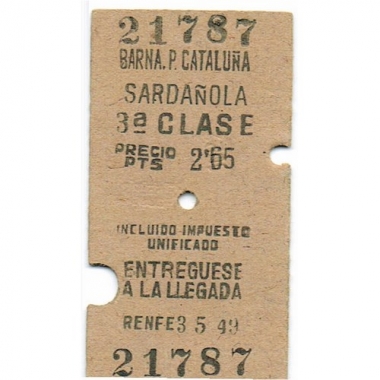 21787
BARNA.P.CATALUÑA
SARDAÑOLA
3ª CLASE
PRECIO PTS 2'65
INCLUIDO IMPUESTO
UNIFICADO
ENTREGUESE
A LA LLEGADA
RENFE 3 5 49
21787